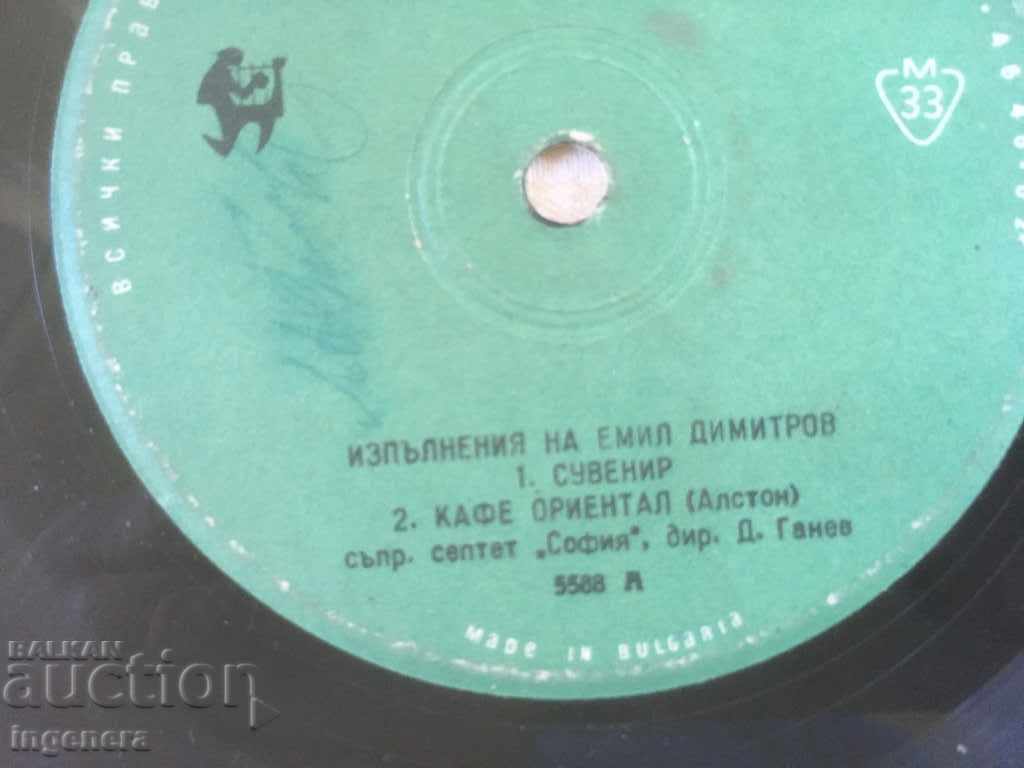 ВСИЧКИ ПРАВ
М
33
ИЗПЪЛНЕНИЯ НА ЕМИЛ ДИМИТРОВ
1. СУВЕНИР
2. КАФЕ ОРИЕНТАЛ (Алстон)
съпр. септет „София", дир. Д. Ганев
5588 А
MADE IN BULGARIA
BALKAN
auction
ingenera